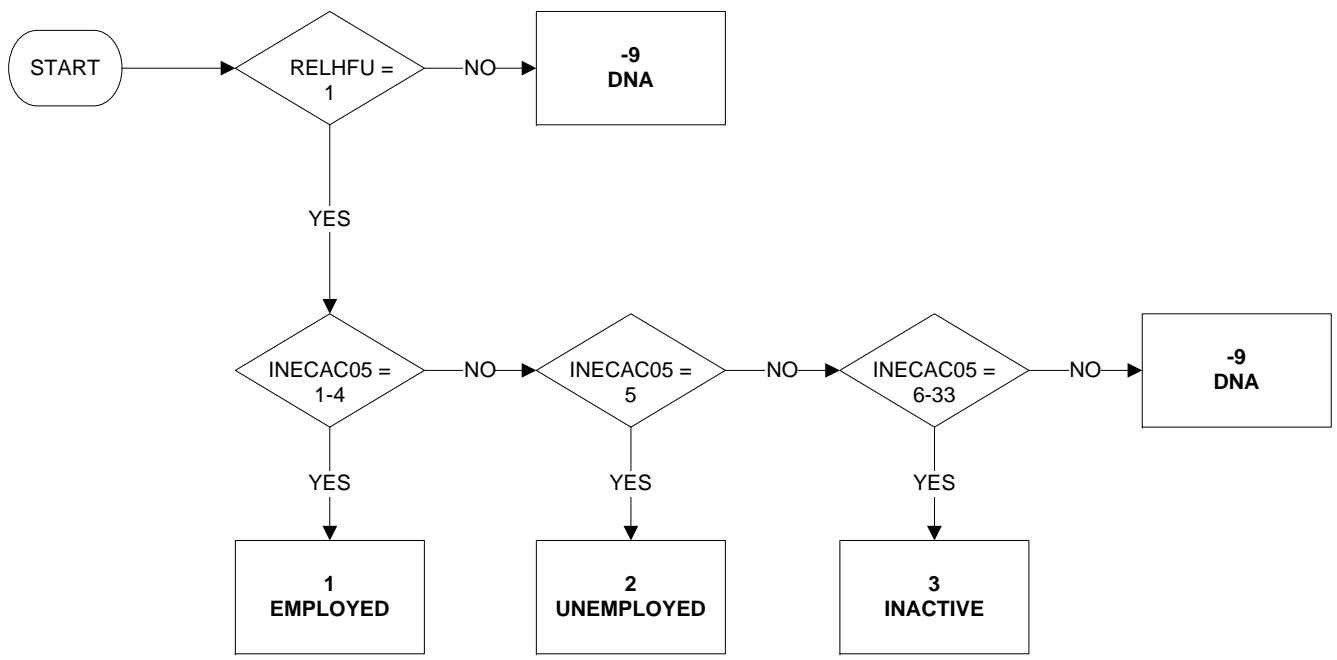 START
RELHFU =
1
NO
-9
DNA
YES
INECAC05 =
1-4
NO
INECAC05 =
5
NO
INECAC05 =
6-33
NO
-9
DNA
YES
YES
YES
1
EMPLOYED
2
UNEMPLOYED
3
INACTIVE